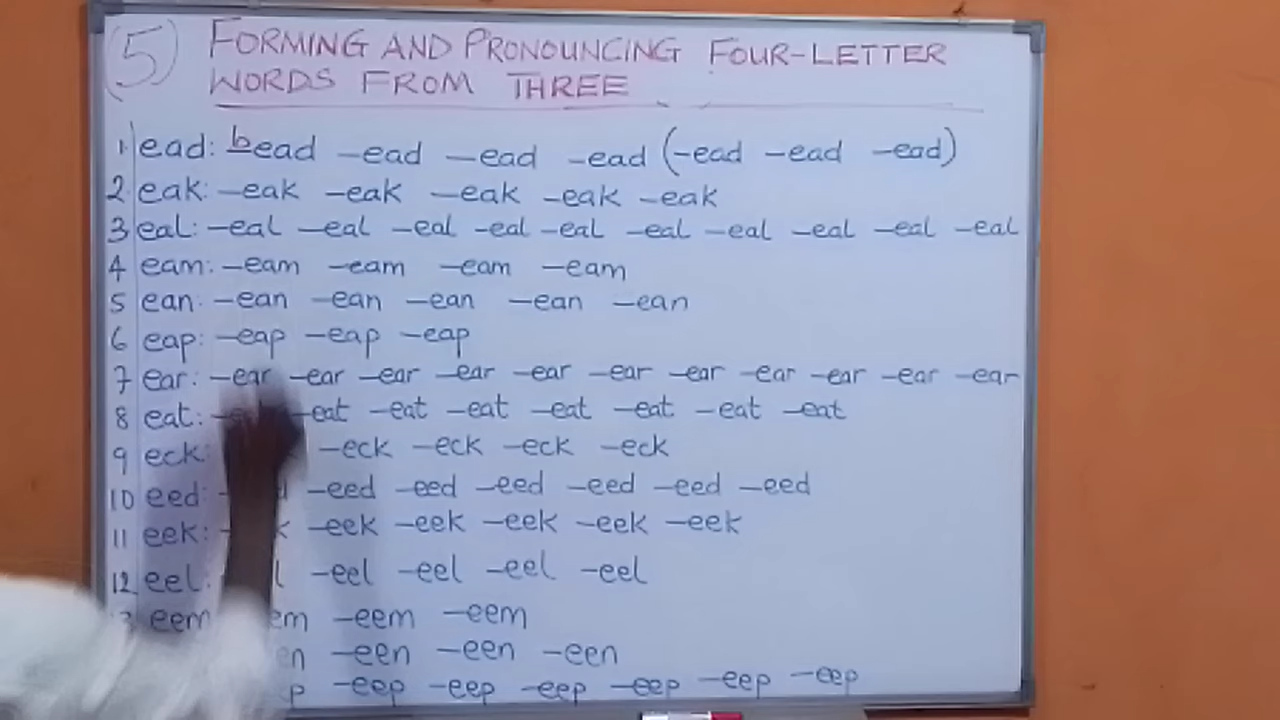 (5) FORMING AND PRONOUNCING FOUR-LETTER
WORDS FROM THREE
1 ead: bead -ead -ead -ead (-ead -ead -ead)
2 eak: -eak -eak -eak -eak -eak
3 eal: -eal -eal -eal -eal -eal -eal -eal -eal -eal -eal
4 eam: -eam -eam -eam -eam
5 ean: -ean -ean -ean -ean -ean
6 eap: -eap -eap -eap
7 ear: -ear -ear -ear -ear -ear -ear -ear -ear -ear -ear -ear
8 eat: -eat -eat -eat -eat -eat -eat -eat
9 eck: -eck -eck -eck -eck
10 eed: -eed -eed -eed -eed -eed -eed
11 eek: -eek -eek -eek -eek -eek
12 eel: -eel -eel -eel -eel
eem -eem -eem
-een -een -een
-eep -eep -eep -eep -eep -eep